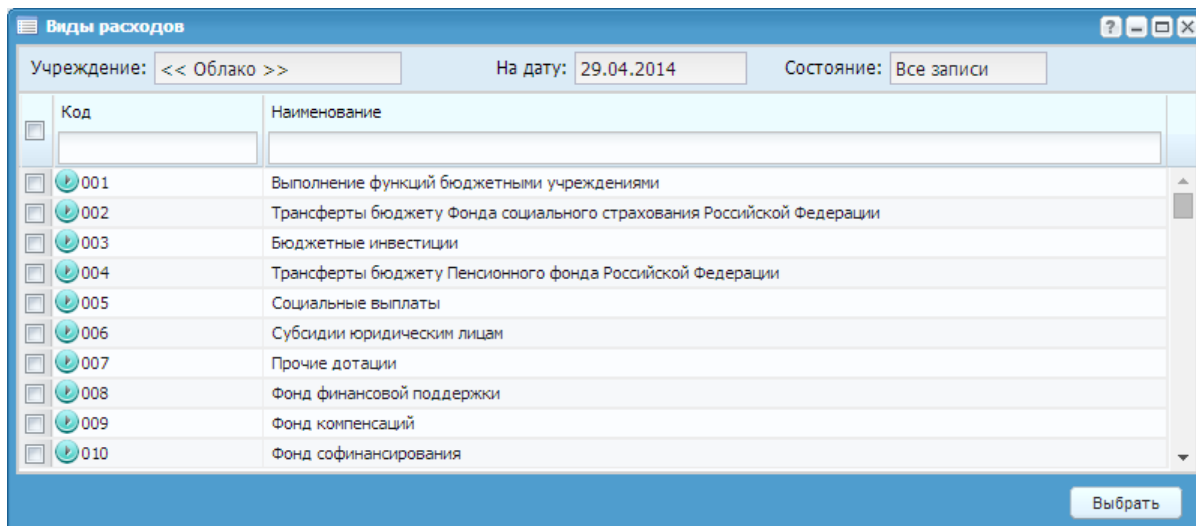 Виды расходов
Учреждение: << Облако >> На дату: 29.04.2014 Состояние: Все записи
Код Наименование
001 Выполнение функций бюджетными учреждениями
002 Трансферты бюджету Фонда социального страхования Российской Федерации
003 Бюджетные инвестиции
004 Трансферты бюджету Пенсионного фонда Российской Федерации
005 Социальные выплаты
006 Субсидии юридическим лицам
007 Прочие дотации
008 Фонд финансовой поддержки
009 Фонд компенсаций
010 Фонд софинансирования
Выбрать